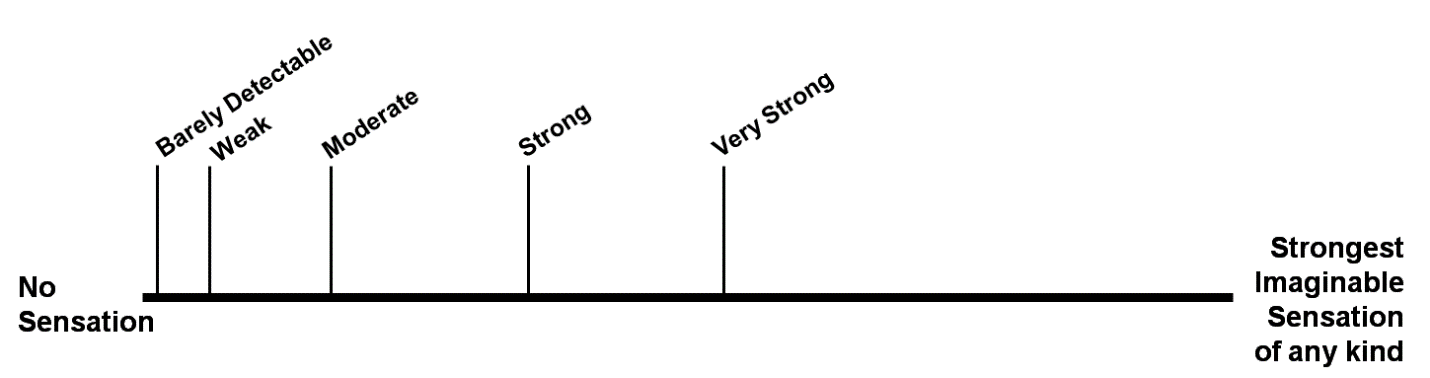 Barely Detectable
Weak
Moderate
Strong
Very Strong
No
Sensation
Strongest
Imaginable
Sensation
of any kind